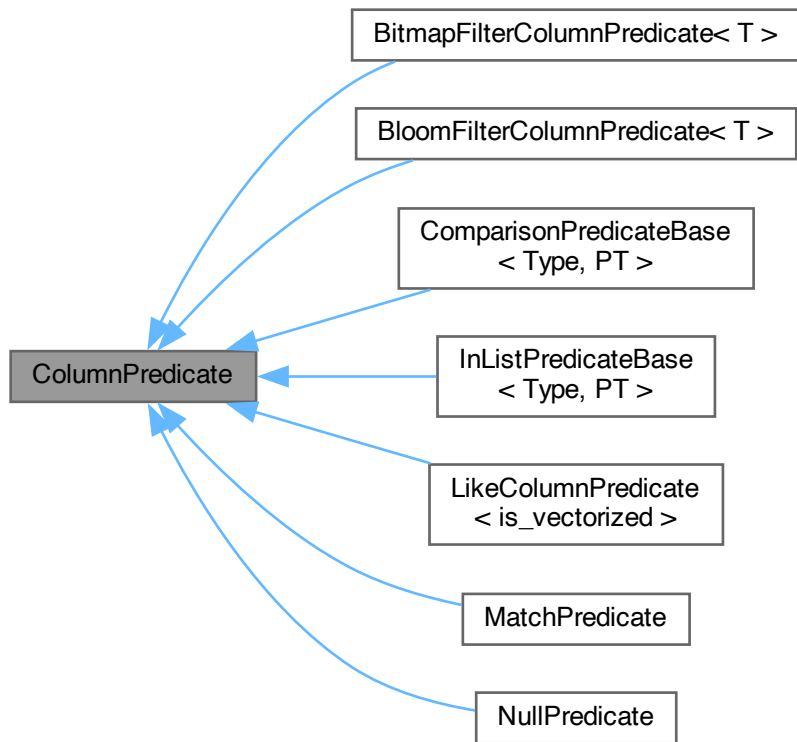 BitmapFilterColumnPredicate< T >
BloomFilterColumnPredicate< T >
ComparisonPredicateBase
< Type, PT >
ColumnPredicate
InListPredicateBase
< Type, PT >
LikeColumnPredicate
< is_vectorized >
MatchPredicate
NullPredicate